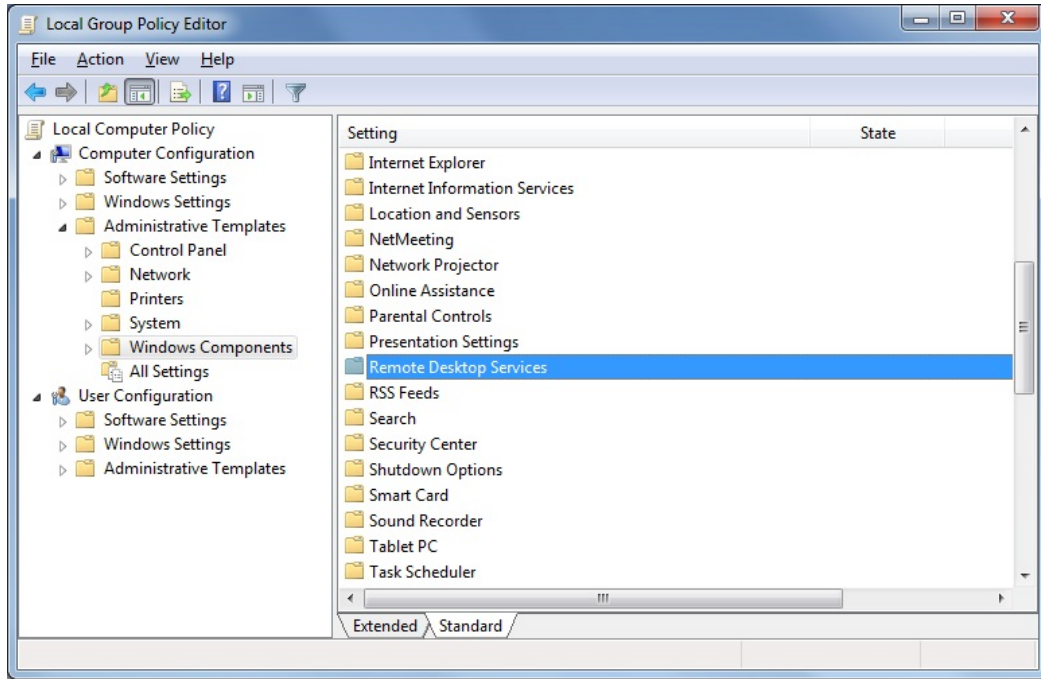 Local Group Policy Editor
File Action View Help
Local Computer Policy
Computer Configuration
Software Settings
Windows Settings
Administrative Templates
Control Panel
Network
Printers
System
Windows Components
All Settings
User Configuration
Software Settings
Windows Settings
Administrative Templates
Setting State
Internet Explorer
Internet Information Services
Location and Sensors
NetMeeting
Network Projector
Online Assistance
Parental Controls
Presentation Settings
Remote Desktop Services
RSS Feeds
Search
Security Center
Shutdown Options
Smart Card
Sound Recorder
Tablet PC
Task Scheduler
Extended Standard